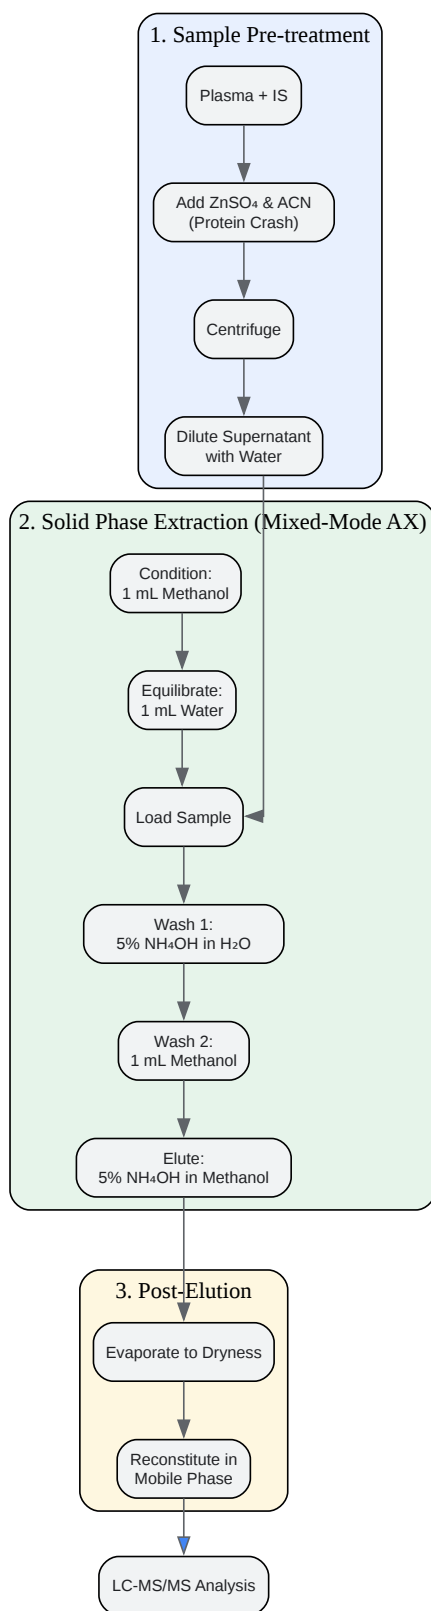 1. Sample Pre-treatment
Plasma + IS
Add ZnSO₄ & ACN
(Protein Crash)
Centrifuge
Dilute Supernatant
with Water
2. Solid Phase Extraction (Mixed-Mode AX)
Condition:
1 mL Methanol
Equilibrate:
1 mL Water
Load Sample
Wash 1:
5% NH₄OH in H₂O
Wash 2:
1 mL Methanol
Elute:
5% NH₄OH in Methanol
3. Post-Elution
Evaporate to Dryness
Reconstitute in
Mobile Phase
LC-MS/MS Analysis